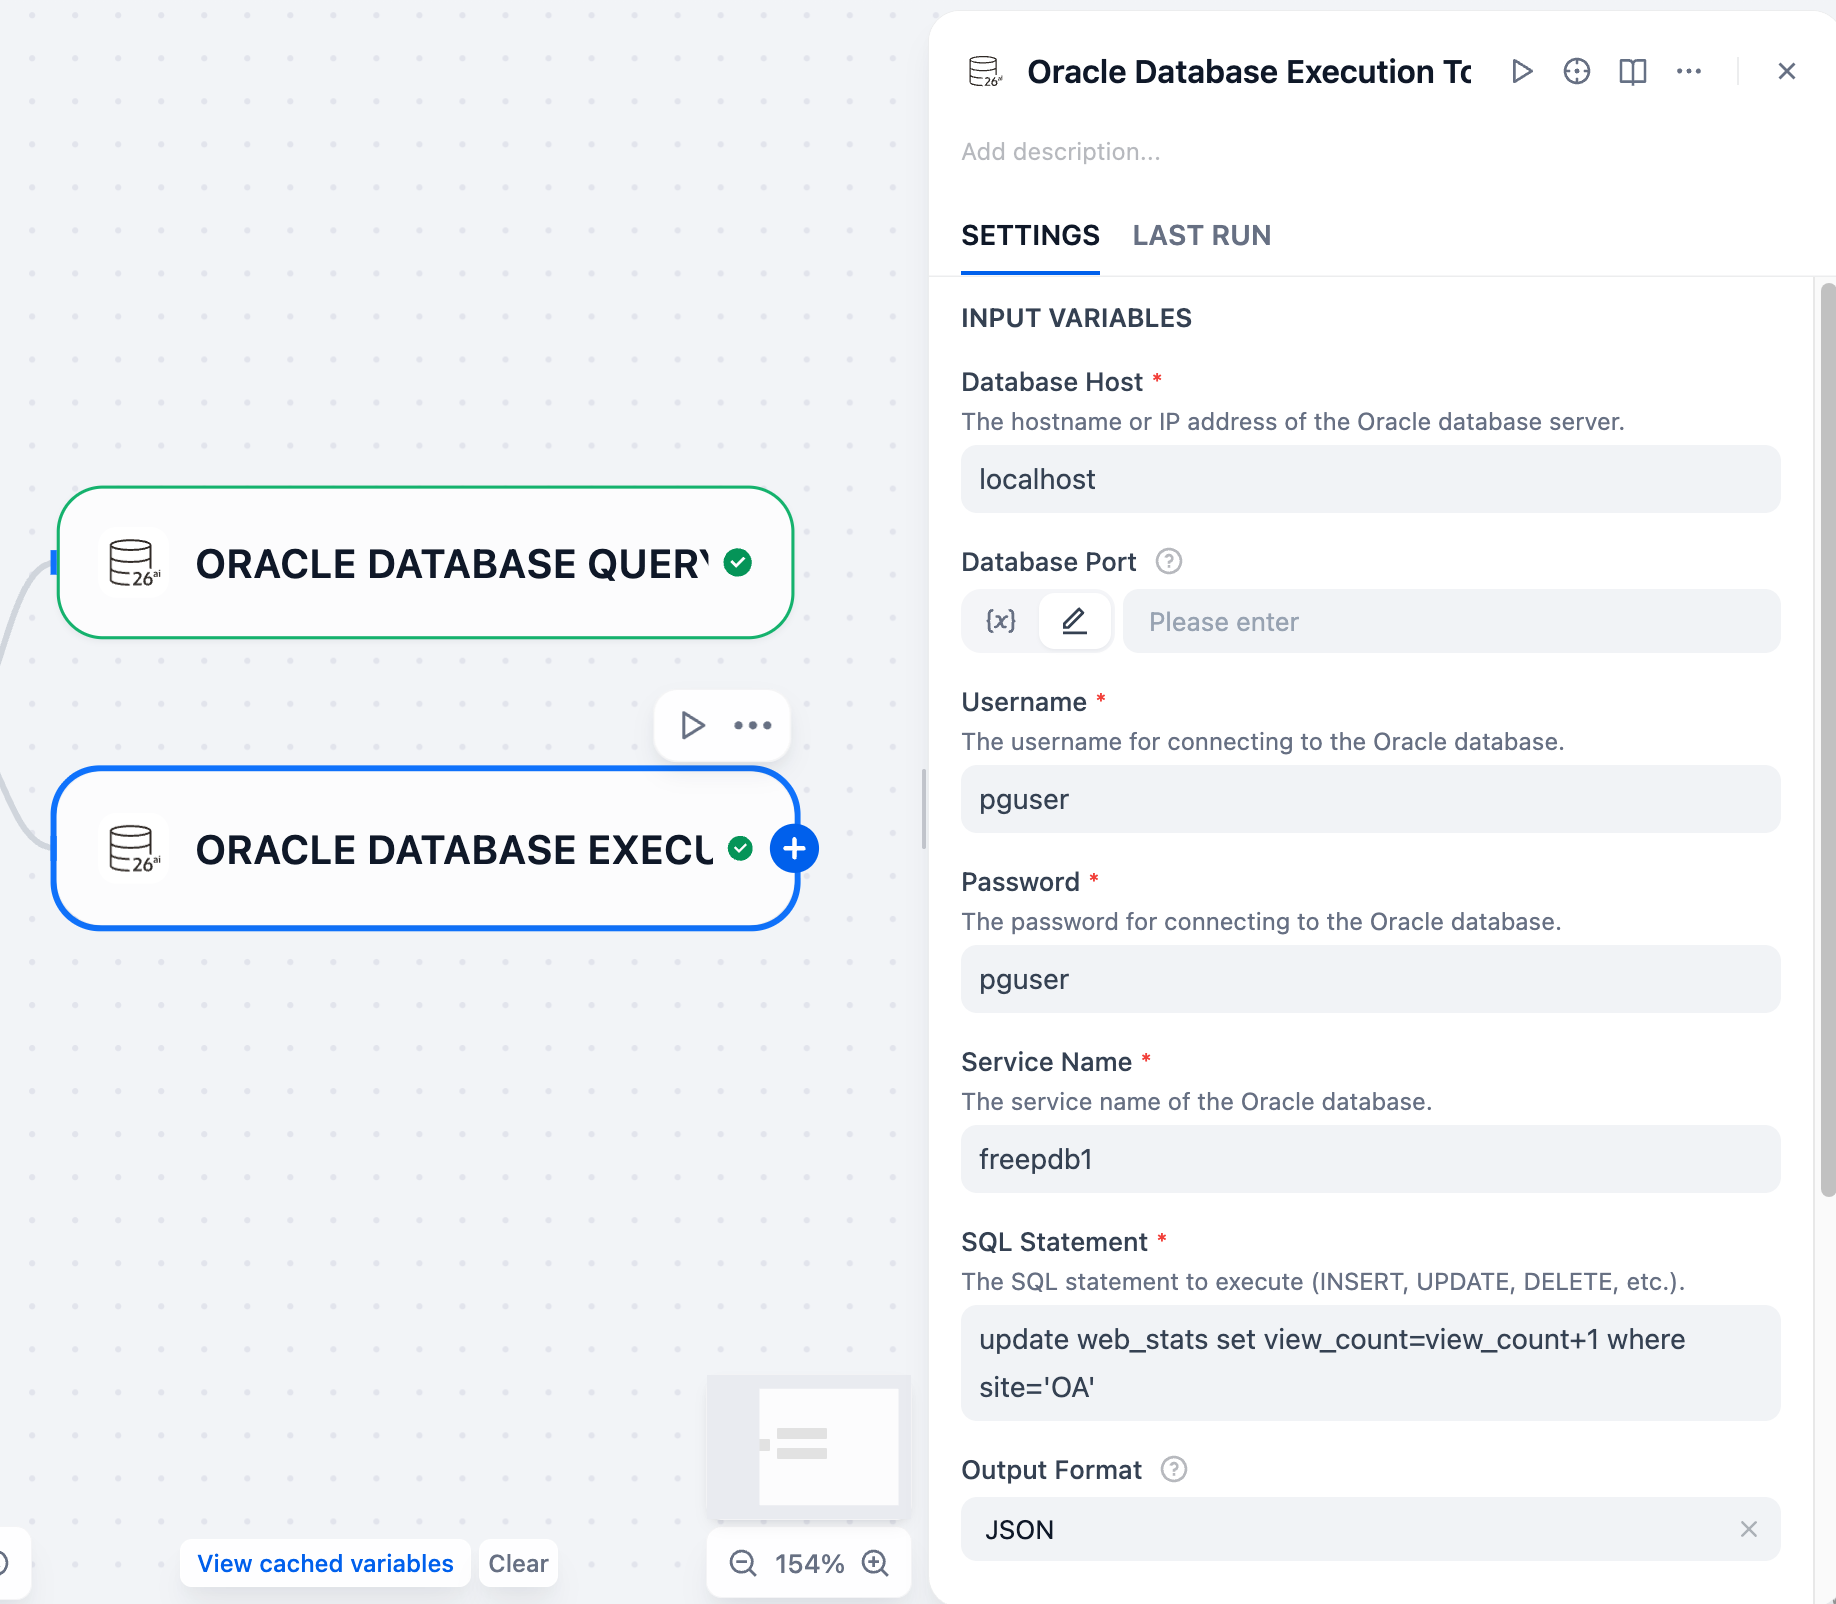 26ai
ORACLE DATABASE QUERY
26ai
ORACLE DATABASE EXECU
View cached variables
Clear
154%
26ai
Oracle Database Execution To
Add description...
SETTINGS
LAST RUN
INPUT VARIABLES
Database Host *
The hostname or IP address of the Oracle database server.
localhost
Database Port ?
{x}
Please enter
Username *
The username for connecting to the Oracle database.
pguser
Password *
The password for connecting to the Oracle database.
pguser
Service Name *
The service name of the Oracle database.
freepdb1
SQL Statement *
The SQL statement to execute (INSERT, UPDATE, DELETE, etc.).
update web_stats set view_count=view_count+1 where
site='OA'
Output Format ?
JSON